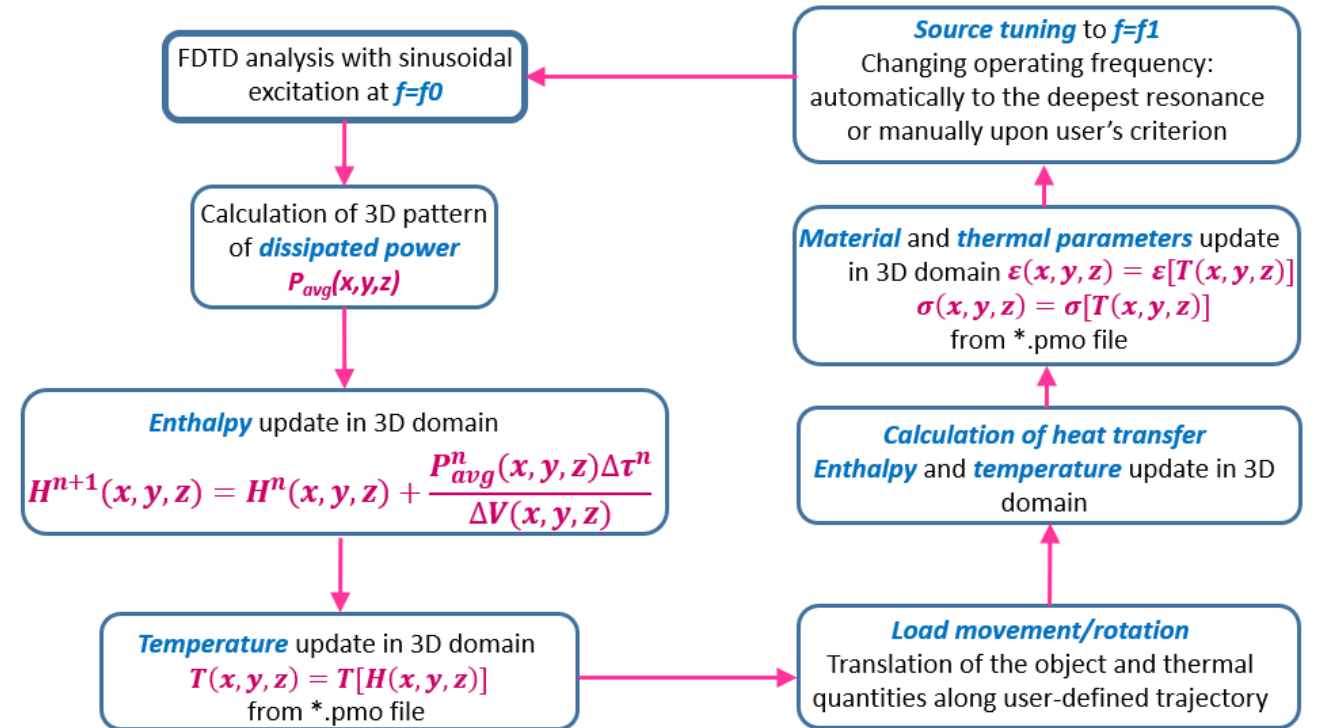 FDTD analysis with sinusoidal
excitation at f=f0
Calculation of 3D pattern
of dissipated power
Pavg(x,y,z)
Enthalpy update in 3D domain
Hⁿ⁺¹(x, y, z) = Hⁿ(x, y, z) + Pⁿavg(x, y, z)Δτⁿ / ΔV(x, y, z)
Temperature update in 3D domain
T(x, y, z) = T[H(x, y, z)]
from *.pmo file
Load movement/rotation
Translation of the object and thermal
quantities along user-defined trajectory
Calculation of heat transfer
Enthalpy and temperature update in 3D
domain
Material and thermal parameters update
in 3D domain ε(x, y, z) = ε[T(x, y, z)]
σ(x, y, z) = σ[T(x, y, z)]
from *.pmo file
Source tuning to f=f1
Changing operating frequency:
automatically to the deepest resonance
or manually upon user’s criterion